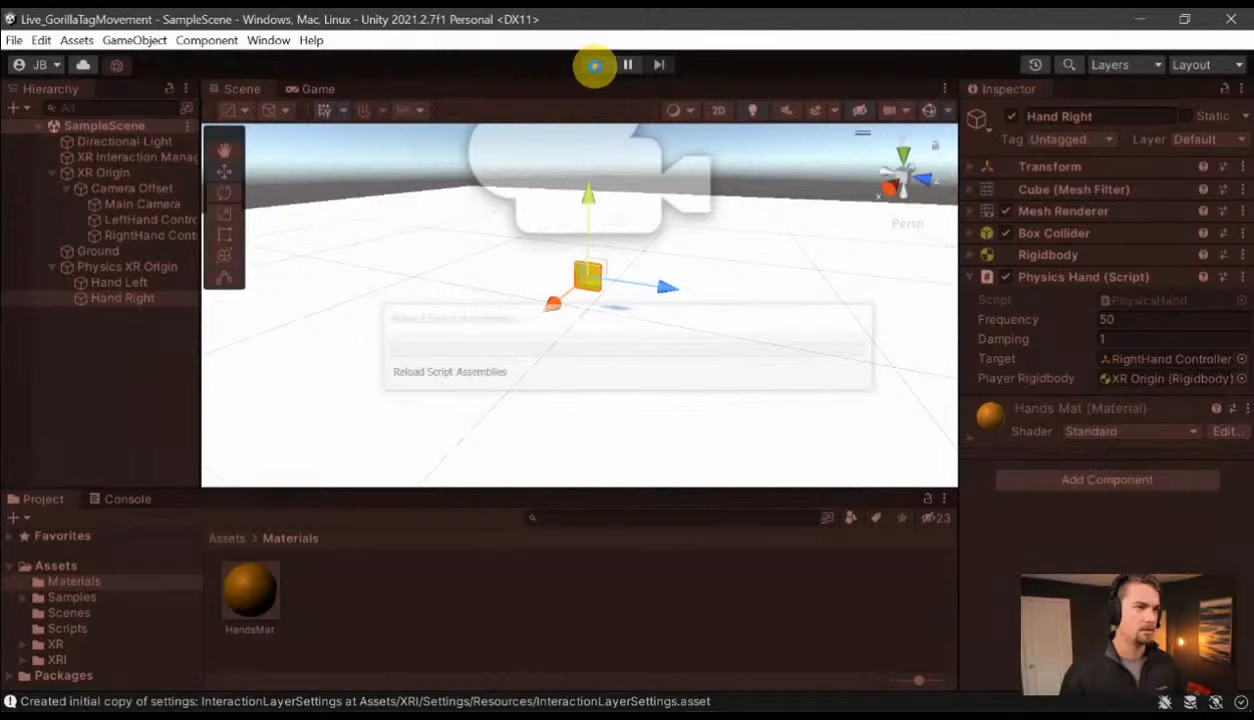 Live_GorillaTagMovement - SampleScene - Windows, Mac, Linux - Unity 2021.2.7f1 Personal <DX11>
File Edit Assets GameObject Component Window Help
JB Layers Layout
Hierarchy Scene Game Inspector
All 2D
Hand Right Static
SampleScene
Tag Untagged Layer Default
Directional Light
XR Interaction Mana
Transform
XR Origin
Camera Offset
Cube (Mesh Filter)
Main Camera
Mesh Renderer
LeftHand Contro
Persp
RightHand Cont
Box Collider
Ground
Rigidbody
Physics XR Origin
Physics Hand (Script)
Hand Left
Hand Right
Script PhysicsHand
Frequency 50
Damping 1
Target RightHand Controller
Reload Script Assemblies
Player Rigidbody XR Origin (Rigidbody)
Hands Mat (Material)
Shader Standard Edit...
Add Component
Project Console
23
Favorites
Assets > Materials
Assets
Materials
Samples
Scenes
Scripts
HandsMat
XR
XRI
Packages
Created initial copy of settings: InteractionLayerSettings at Assets/XRI/Settings/Resources/InteractionLayerSettings.asset